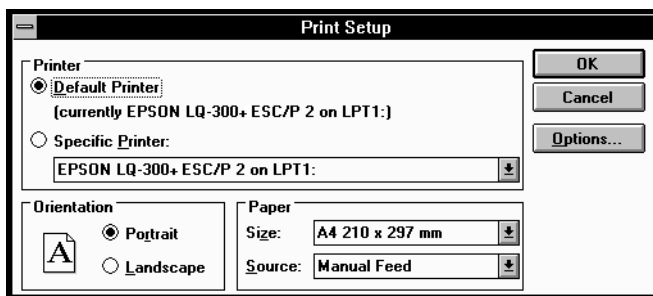 Print Setup
Printer
Default Printer
(currently EPSON LQ-300+ ESC/P 2 on LPT1:)
Specific Printer:
EPSON LQ-300+ ESC/P 2 on LPT1:
OK
Cancel
Options...
Orientation
A
Portrait
Landscape
Paper
Size: A4 210 x 297 mm
Source: Manual Feed